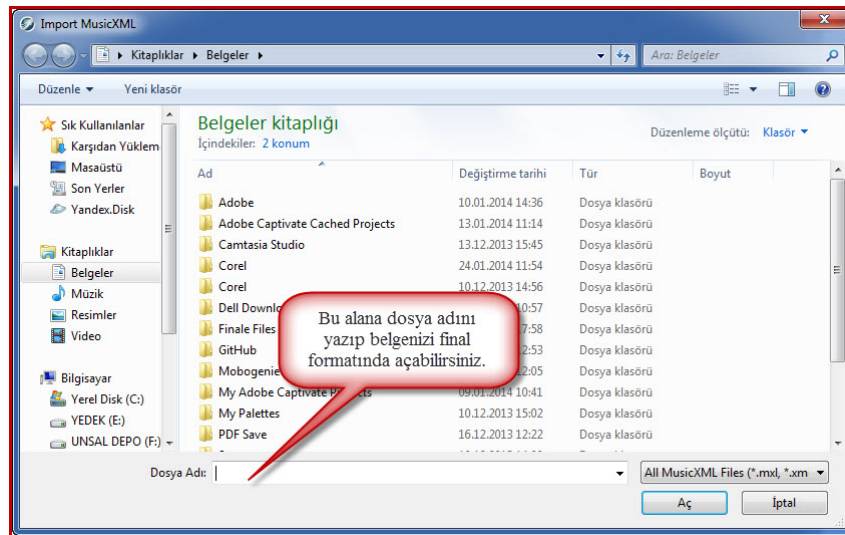 Import MusicXML
Kitaplıklar ▸ Belgeler ▸
Ara: Belgeler
Düzenle
Yeni klasör
Sık Kullanılanlar
Karşıdan Yüklem
Masaüstü
Son Yerler
Yandex.Disk
Kitaplıklar
Belgeler
Müzik
Resimler
Video
Bilgisayar
Yerel Disk (C:)
YEDEK (E:)
UNSAL DEPO (F:)
Belgeler kitaplığı
İçindekiler: 2 konum
Düzenleme ölçütü: Klasör
Ad Değiştirme tarihi Tür Boyut
Adobe 10.01.2014 14:36 Dosya klasörü
Adobe Captivate Cached Projects 13.01.2014 11:14 Dosya klasörü
Camtasia Studio 13.12.2013 15:45 Dosya klasörü
Corel 24.01.2014 11:54 Dosya klasörü
Corel 10.12.2013 14:56 Dosya klasörü
Dell Downlo 10:57 Dosya klasörü
Finale Files 7:58 Dosya klasörü
GitHub 2:53 Dosya klasörü
Mobogenie 2:05 Dosya klasörü
My Adobe Captivate 09.01.2014 10:41 Dosya klasörü
My Palettes 10.12.2013 15:02 Dosya klasörü
PDF Save 16.12.2013 12:22 Dosya klasörü
Bu alana dosya adını
yazıp belgenizi final
formatında açabilirsiniz.
Dosya Adı:
All MusicXML Files (*.mxl, *.xm
Aç
İptal